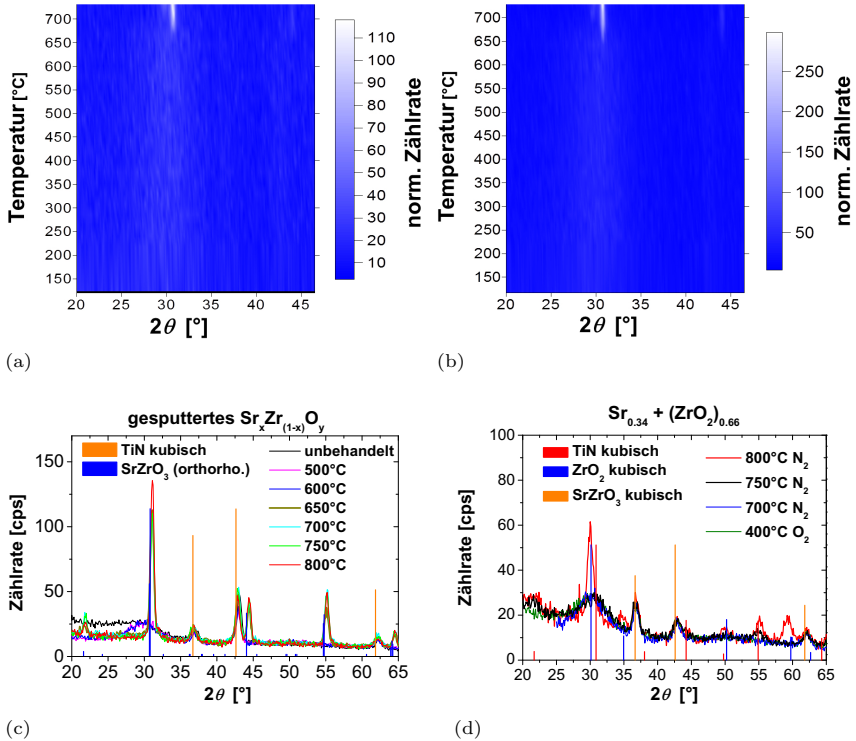 700
650
600
550
500
450
400
350
300
250
200
150
Temperatur [°C]
20 25 30 35 40 45
2θ [°]
110
100
90
80
70
60
50
40
30
20
10
norm. Zählrate
(a)
700
650
600
550
500
450
400
350
300
250
200
150
Temperatur [°C]
20 25 30 35 40 45
2θ [°]
250
200
150
100
50
norm. Zählrate
(b)
gesputtertes SrₓZr₍₁₋ₓ₎Oᵧ
TiN kubisch
SrZrO₃ (orthorho.)
unbehandelt
500°C
600°C
650°C
700°C
750°C
800°C
150
100
50
0
Zählrate [cps]
20 25 30 35 40 45 50 55 60 65
2θ [°]
(c)
Sr₀.₃₄ + (ZrO₂)₀.₆₆
TiN kubisch
ZrO₂ kubisch
SrZrO₃ kubisch
800°C N₂
750°C N₂
700°C N₂
400°C O₂
100
80
60
40
20
0
Zählrate [cps]
20 25 30 35 40 45 50 55 60 65
2θ [°]
(d)